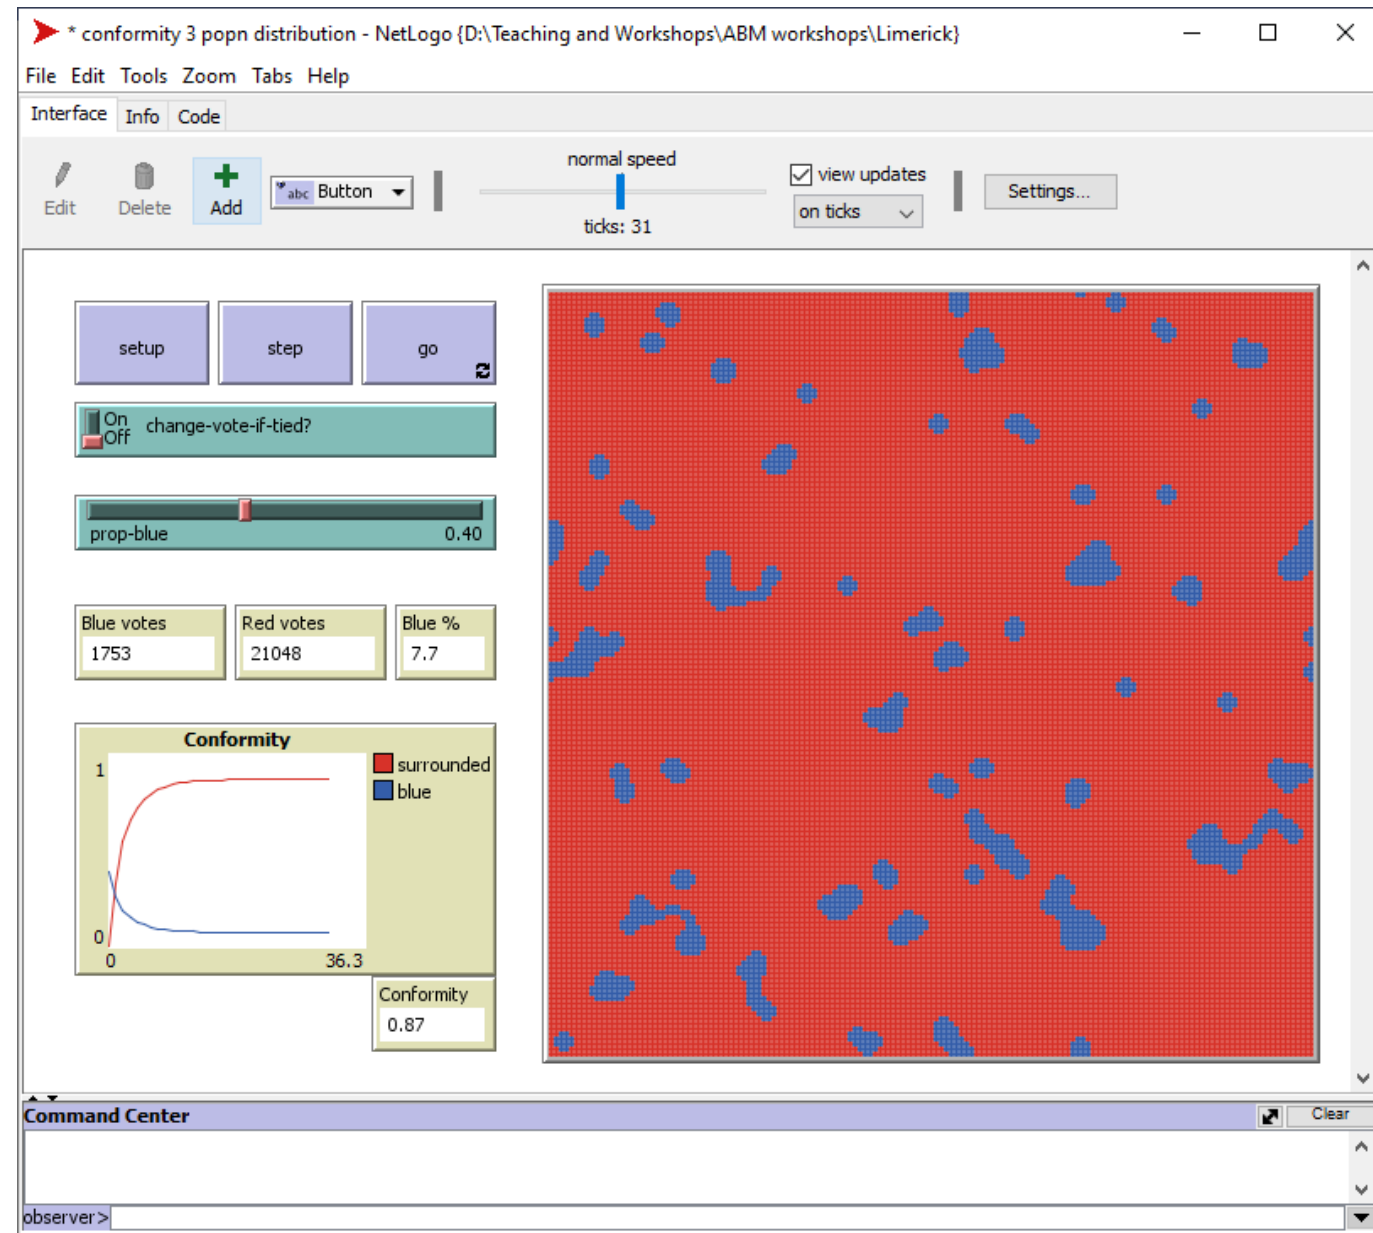 * conformity 3 popn distribution - NetLogo {D:\Teaching and Workshops\ABM workshops\Limerick}
File Edit Tools Zoom Tabs Help
Interface Info Code
Edit
Delete
Add
abc Button
normal speed
ticks: 31
view updates
on ticks
Settings...
setup
step
go
On
Off
change-vote-if-tied?
prop-blue 0.40
Blue votes
1753
Red votes
21048
Blue %
7.7
Conformity
1
0
0 36.3
surrounded
blue
Conformity
0.87
Command Center
Clear
observer>